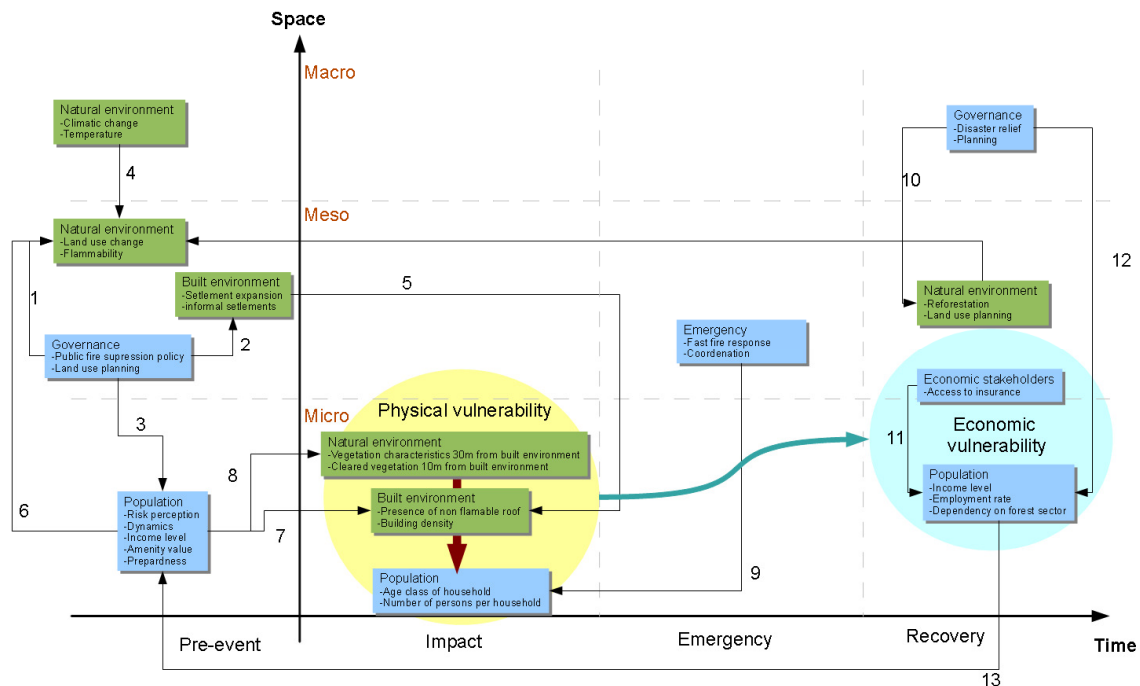 Space
Macro
Natural environment
-Climatic change
-Temperature
Governance
-Disaster relief
-Planning
4
10
Meso
Natural environment
-Land use change
-Flammability
12
Built environment
-Setlement expansion
-informal setlements
5
Natural environment
-Reforestation
-Land use planning
1
2
Governance
-Public fire supression policy
-Land use planning
Emergency
-Fast fire response
-Coordenation
Economic stakeholders
-Access to insurance
3
Micro
Physical vulnerability
11
Economic
vulnerability
Natural environment
-Vegetation characteristics 30m from built environment
-Cleared vegetation 10m from built environment
8
Population
-Income level
-Employment rate
-Dependency on forest sector
6
Population
-Risk perception
-Dynamics
-Income level
-Amenity value
-Prepardness
7
Built environment
-Presence of non flamable roof
-Building density
9
Population
-Age class of household
-Number of persons per household
Pre-event
Impact
Emergency
Recovery
Time
13